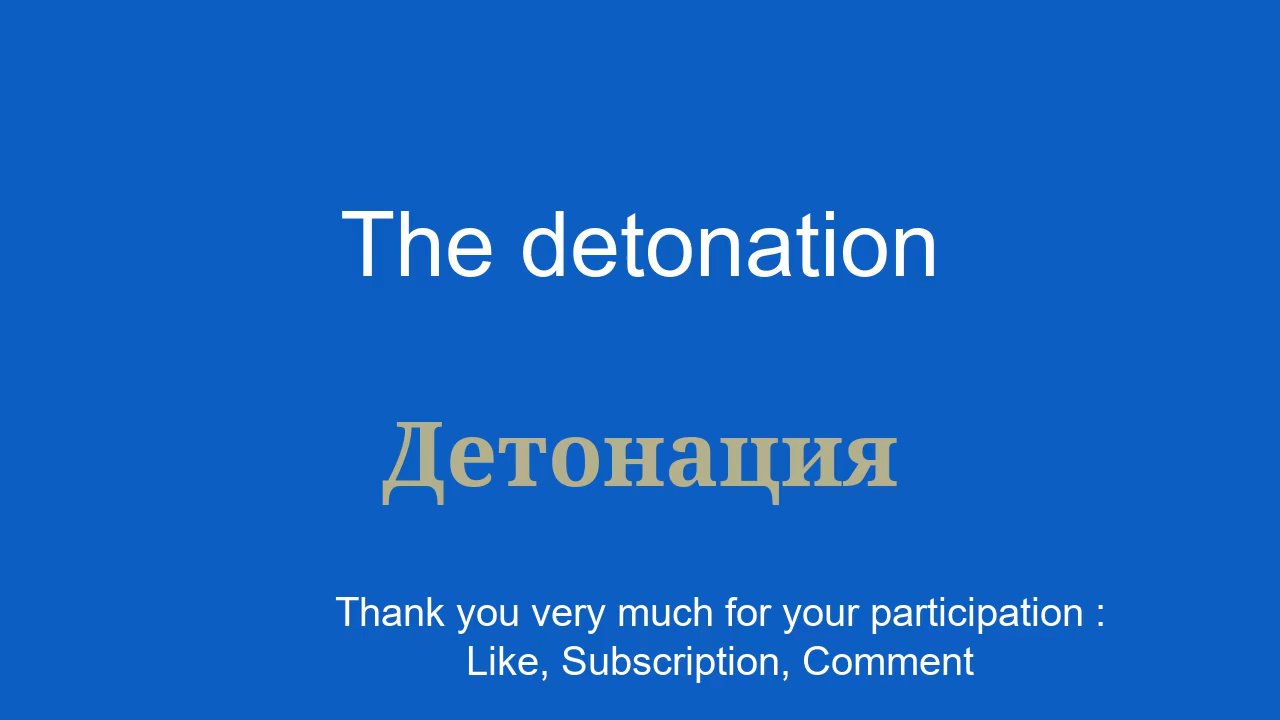 The detonation
Детонация
Thank you very much for your participation :
Like, Subscription, Comment